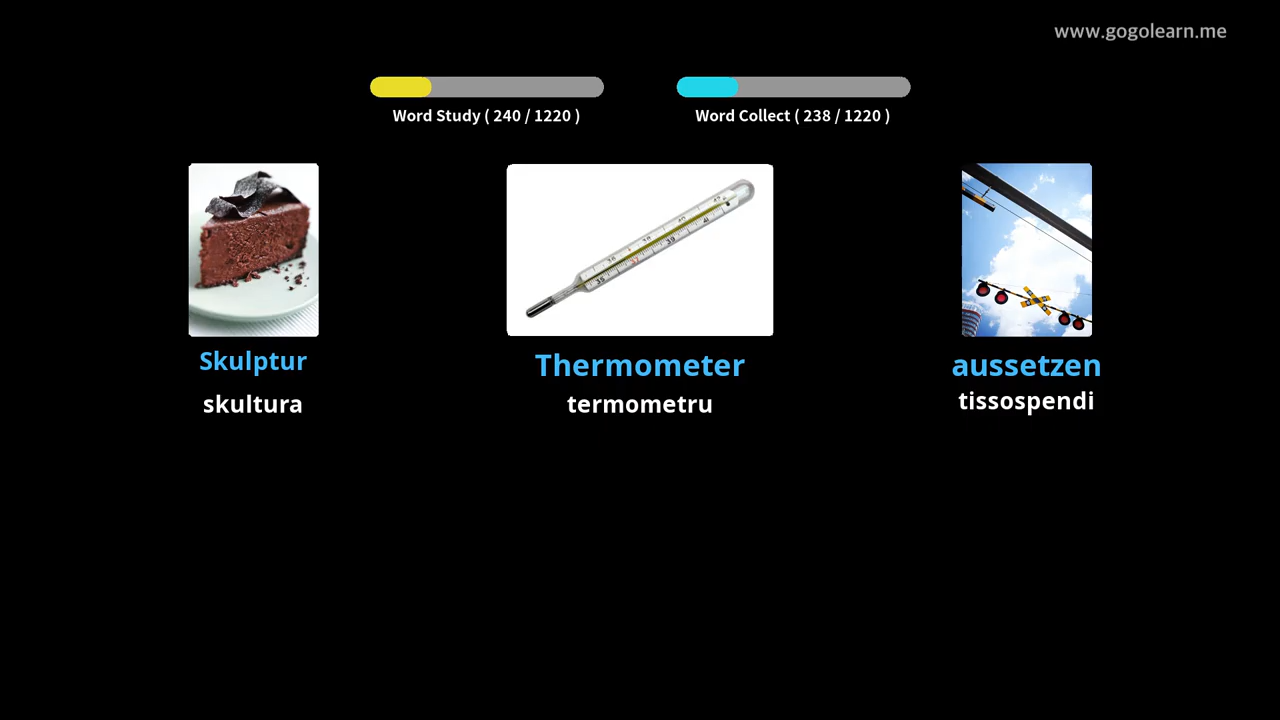 www.gogolearn.me
Word Study ( 240 / 1220 )
Word Collect ( 238 / 1220 )
Skulptur
skultura
Thermometer
termometru
aussetzen
tissospendi